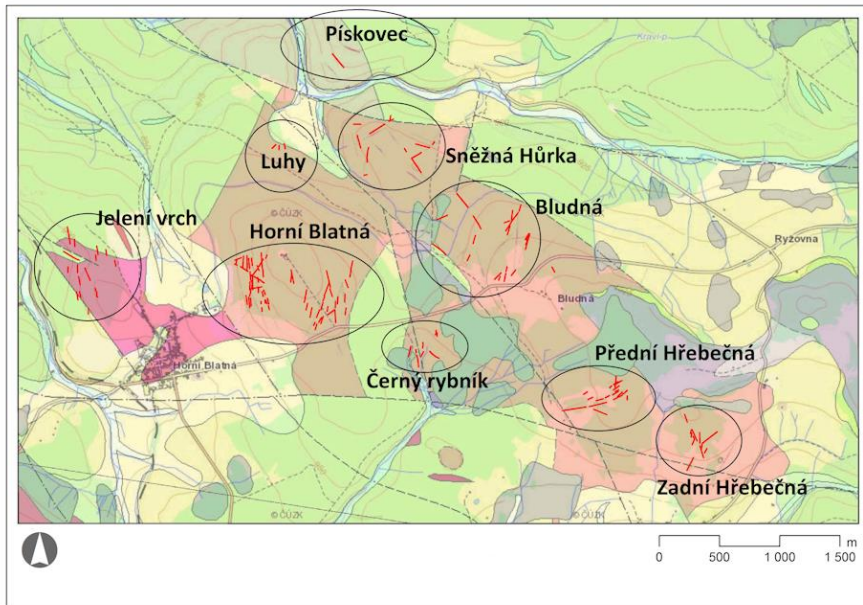 Pískovec
Luhy
Sněžná Hůrka
Jelení vrch
© ČÚZK
Horní Blatná
Bludná
Ryžovna
Bludná
Horní Blatná
Černý rybník
Přední Hřebečná
Zadní Hřebečná
© ČÚZK
© ČÚZK
m
0 500 1 000 1 500